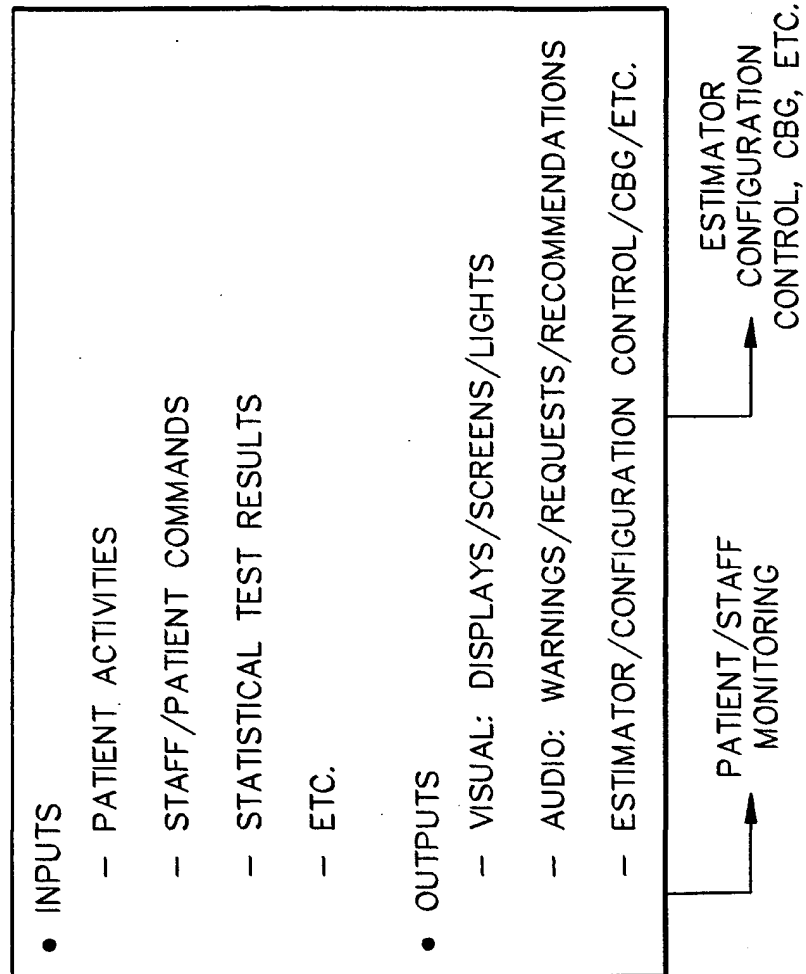 • INPUTS
– PATIENT ACTIVITIES
– STAFF/PATIENT COMMANDS
– STATISTICAL TEST RESULTS
– ETC.
• OUTPUTS
– VISUAL: DISPLAYS/SCREENS/LIGHTS
– AUDIO: WARNINGS/REQUESTS/RECOMMENDATIONS
– ESTIMATOR/CONFIGURATION CONTROL/CBG/ETC.
PATIENT/STAFF
MONITORING
ESTIMATOR
CONFIGURATION
CONTROL, CBG, ETC.